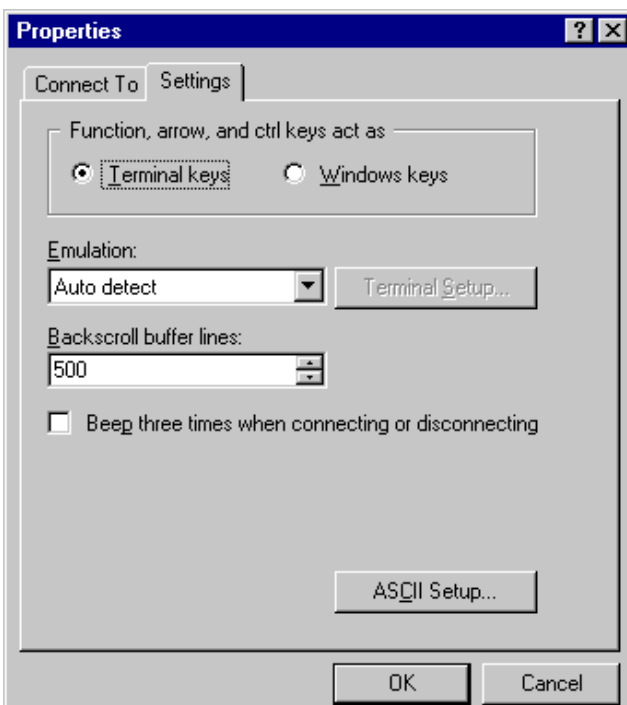 Properties
Connect To Settings
Function, arrow, and ctrl keys act as
Terminal keys Windows keys
Emulation:
Auto detect Terminal Setup...
Backscroll buffer lines:
500
Beep three times when connecting or disconnecting
ASCII Setup...
OK Cancel